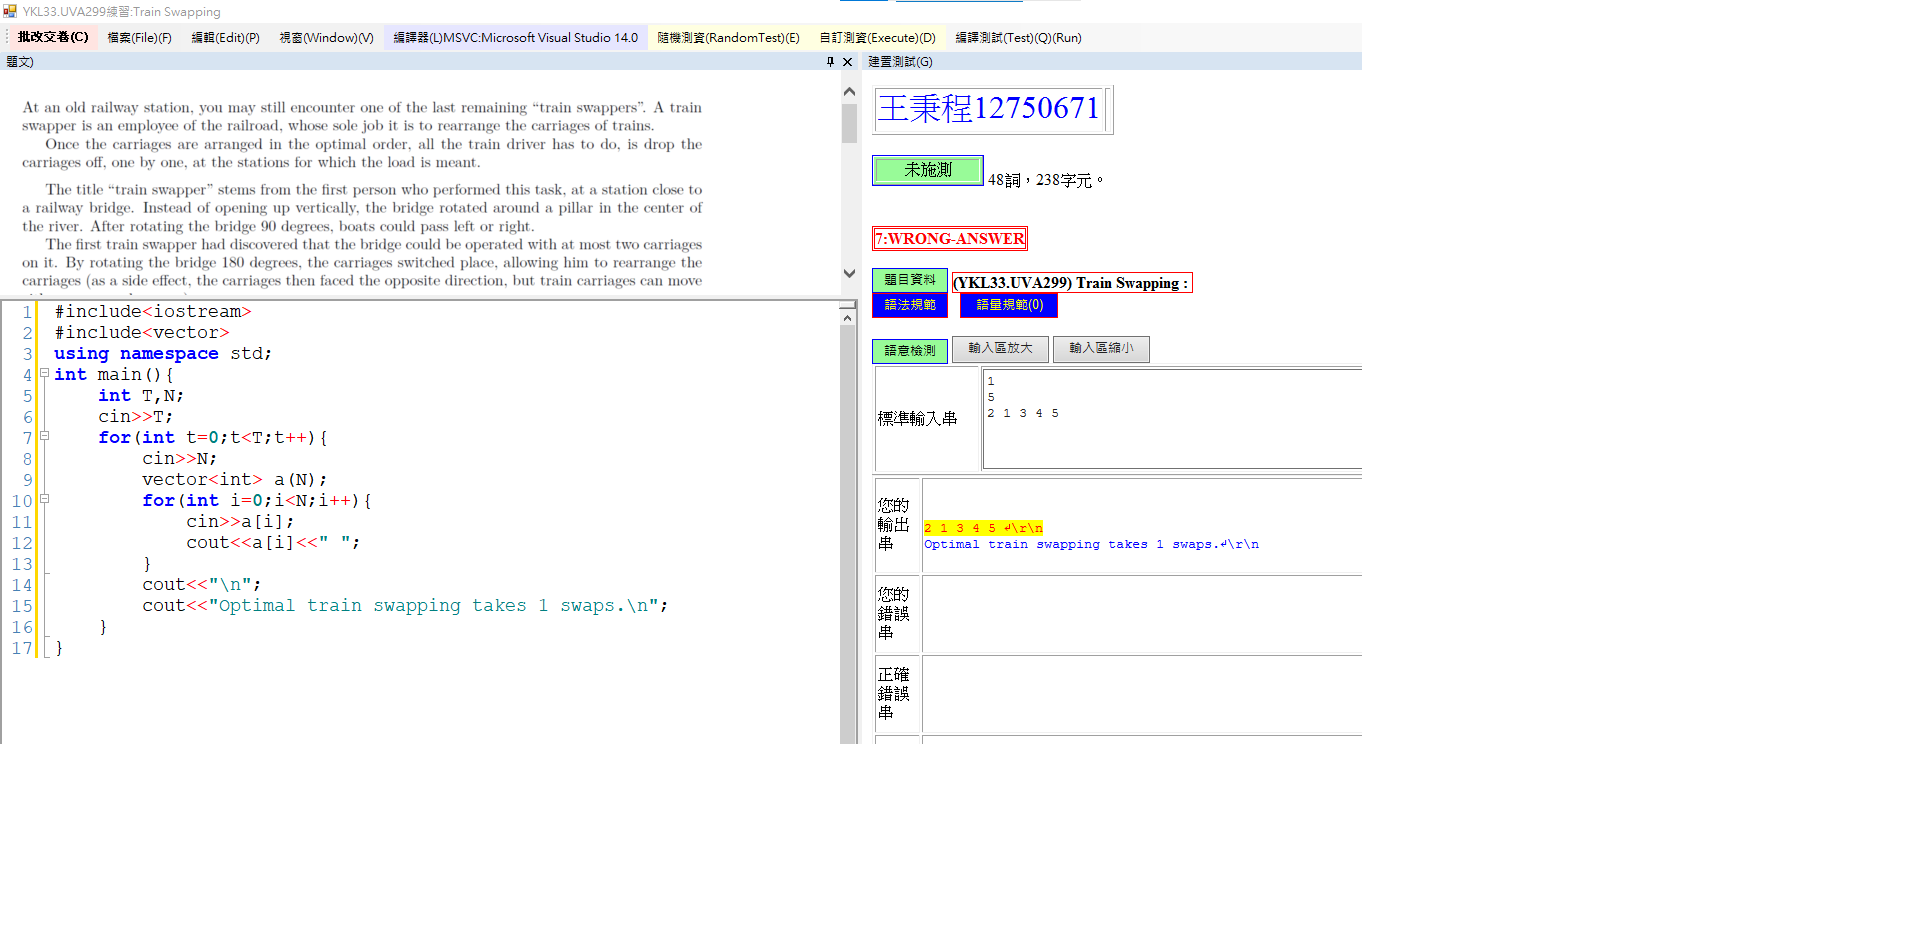 YKL33.UVA299練習:Train Swapping
批改交卷(C) 檔案(File)(F) 編輯(Edit)(P) 視窗(Window)(V) 編譯器(L)MSVC:Microsoft Visual Studio 14.0 隨機測資(RandomTest)(E) 自訂測資(Execute)(D) 編譯測試(Test)(Q)(Run)
題文)
At an old railway station, you may still encounter one of the last remaining “train swappers”. A train
swapper is an employee of the railroad, whose sole job it is to rearrange the carriages of trains.
Once the carriages are arranged in the optimal order, all the train driver has to do, is drop the
carriages off, one by one, at the stations for which the load is meant.
The title “train swapper” stems from the first person who performed this task, at a station close to
a railway bridge. Instead of opening up vertically, the bridge rotated around a pillar in the center of
the river. After rotating the bridge 90 degrees, boats could pass left or right.
The first train swapper had discovered that the bridge could be operated with at most two carriages
on it. By rotating the bridge 180 degrees, the carriages switched place, allowing him to rearrange the
carriages (as a side effect, the carriages then faced the opposite direction, but train carriages can move
1 #include<iostream>
2 #include<vector>
3 using namespace std;
4 int main(){
5 int T,N;
6 cin>>T;
7 for(int t=0;t<T;t++){
8 cin>>N;
9 vector<int> a(N);
10 for(int i=0;i<N;i++){
11 cin>>a[i];
12 cout<<a[i]<<" ";
13 }
14 cout<<"\n";
15 cout<<"Optimal train swapping takes 1 swaps.\n";
16 }
17 }
建置測試(G)
王秉程12750671
未施測 48詞，238字元。
7:WRONG-ANSWER
題目資料 (YKL33.UVA299) Train Swapping :
語法規範 語量規範(0)
語意檢測 輸入區放大 輸入區縮小
標準輸入串
1
5
2 1 3 4 5
您的
輸出
串
2 1 3 4 5 ↲\r\n
Optimal train swapping takes 1 swaps.↲\r\n
您的
錯誤
串
正確
錯誤
串